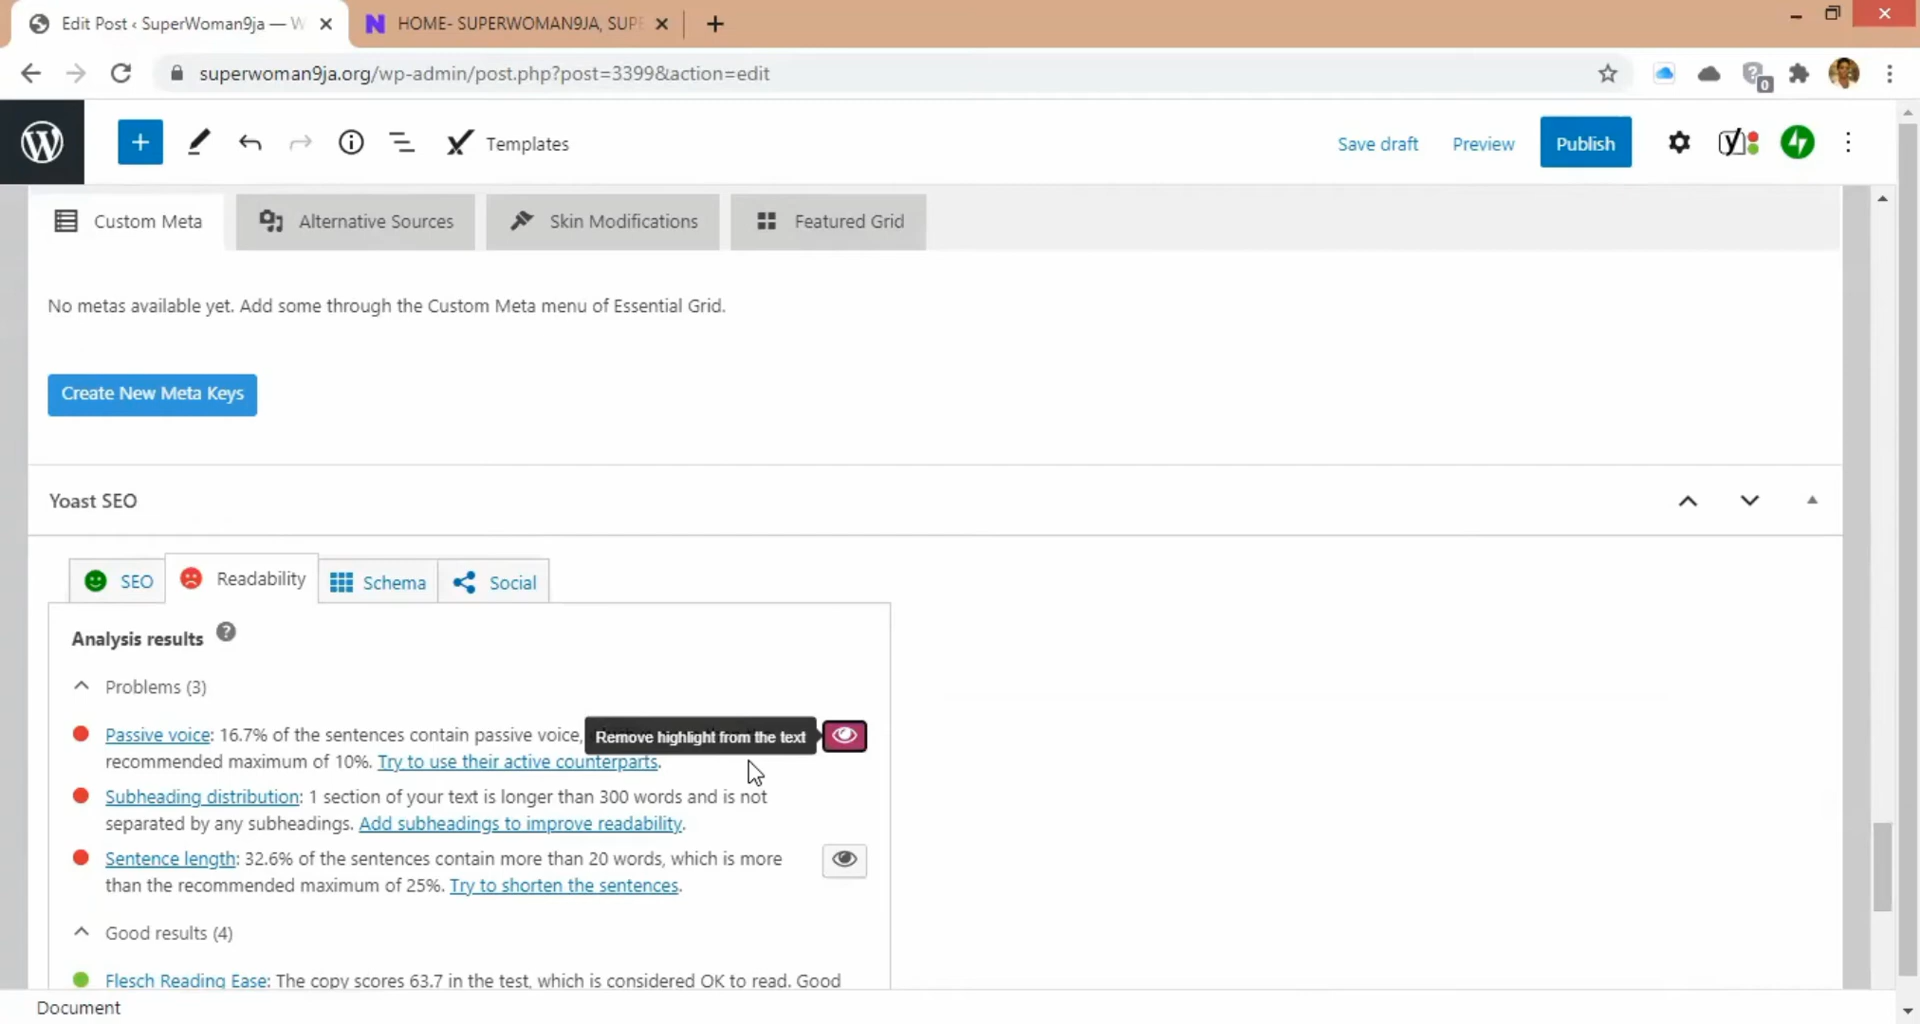 Edit Post ‹ SuperWoman9ja — W
HOME- SUPERWOMAN9JA, SUPE
superwoman9ja.org/wp-admin/post.php?post=3399&action=edit
0
Templates
Save draft
Preview
Publish
Custom Meta
Alternative Sources
Skin Modifications
Featured Grid
No metas available yet. Add some through the Custom Meta menu of Essential Grid.
Create New Meta Keys
Yoast SEO
SEO
Readability
Schema
Social
Analysis results
Problems (3)
Passive voice: 16.7% of the sentences contain passive voice,
Remove highlight from the text
recommended maximum of 10%. Try to use their active counterparts.
Subheading distribution: 1 section of your text is longer than 300 words and is not
separated by any subheadings. Add subheadings to improve readability.
Sentence length: 32.6% of the sentences contain more than 20 words, which is more
than the recommended maximum of 25%. Try to shorten the sentences.
Good results (4)
Flesch Reading Ease: The copy scores 63.7 in the test, which is considered OK to read. Good
Document